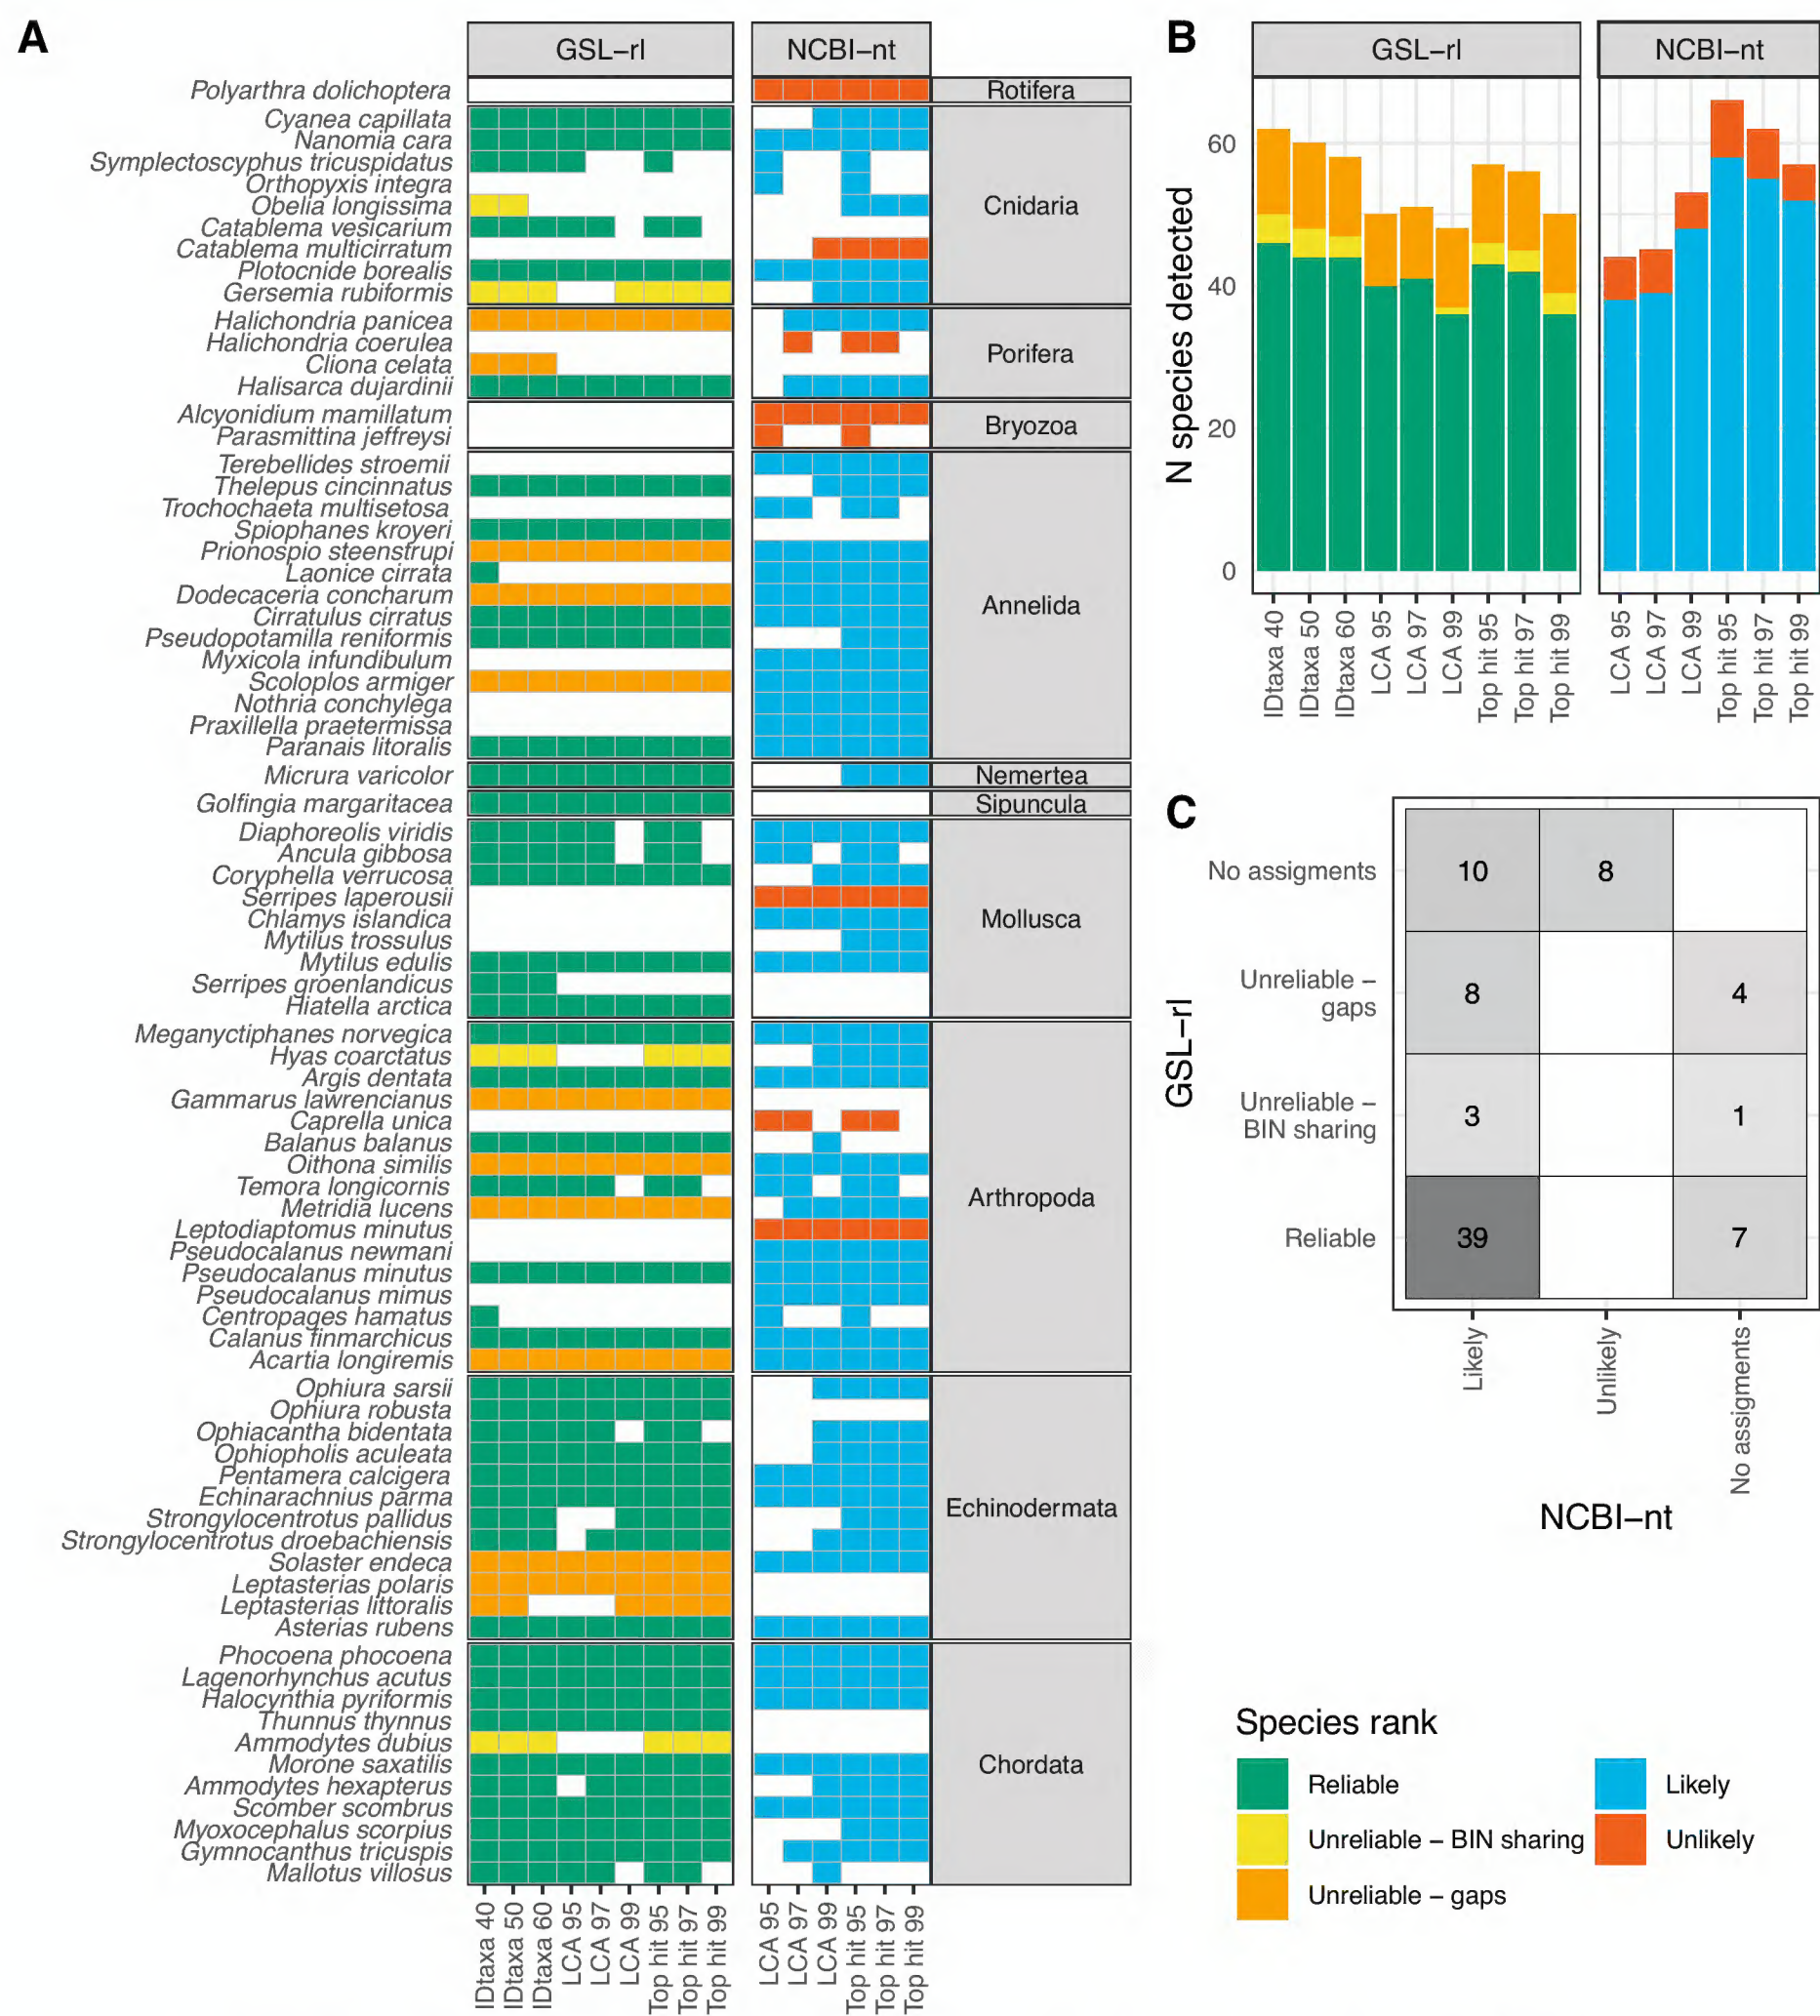 A
GSL–rl
NCBI–nt
Polyarthra dolichoptera
Rotifera
Cyanea capillata
Nanomia cara
Symplectoscyphus tricuspidatus
Orthopyxis integra
Obelia longissima
Catablema vesicarium
Catablema multicirratum
Plotocnide borealis
Gersemia rubiformis
Cnidaria
Halichondria panicea
Halichondria coerulea
Cliona celata
Halisarca dujardinii
Porifera
Alcyonidium mamillatum
Parasmittina jeffreysi
Bryozoa
Terebellides stroemii
Thelepus cincinnatus
Trochochaeta multisetosa
Spiophanes kroyeri
Prionospio steenstrupi
Laonice cirrata
Dodecaceria concharum
Cirratulus cirratus
Pseudopotamilla reniformis
Myxicola infundibulum
Scoloplos armiger
Nothria conchylega
Praxillella praetermissa
Paranais litoralis
Annelida
Micrura varicolor
Nemertea
Golfingia margaritacea
Sipuncula
Diaphoreolis viridis
Ancula gibbosa
Coryphella verrucosa
Serripes laperousii
Chlamys islandica
Mytilus trossulus
Mytilus edulis
Serripes groenlandicus
Hiatella arctica
Mollusca
Meganyctiphanes norvegica
Hyas coarctatus
Argis dentata
Gammarus lawrencianus
Caprella unica
Balanus balanus
Oithona similis
Temora longicornis
Metridia lucens
Leptodiaptomus minutus
Pseudocalanus newmani
Pseudocalanus minutus
Pseudocalanus mimus
Centropages hamatus
Calanus finmarchicus
Acartia longiremis
Arthropoda
Ophiura sarsii
Ophiura robusta
Ophiacantha bidentata
Ophiopholis aculeata
Pentamera calcigera
Echinarachnius parma
Strongylocentrotus pallidus
Strongylocentrotus droebachiensis
Solaster endeca
Leptasterias polaris
Leptasterias littoralis
Asterias rubens
Echinodermata
Phocoena phocoena
Lagenorhynchus acutus
Halocynthia pyriformis
Thunnus thynnus
Ammodytes dubius
Morone saxatilis
Ammodytes hexapterus
Scomber scombrus
Myoxocephalus scorpius
Gymnocanthus tricuspis
Mallotus villosus
Chordata
IDtaxa 40
IDtaxa 50
IDtaxa 60
LCA 95
LCA 97
LCA 99
Top hit 95
Top hit 97
Top hit 99
LCA 95
LCA 97
LCA 99
Top hit 95
Top hit 97
Top hit 99
B
GSL–rl
NCBI–nt
N species detected
60
40
20
0
IDtaxa 40
IDtaxa 50
IDtaxa 60
LCA 95
LCA 97
LCA 99
Top hit 95
Top hit 97
Top hit 99
LCA 95
LCA 97
LCA 99
Top hit 95
Top hit 97
Top hit 99
C
GSL–rl
No assigments
10
8
Unreliable –
gaps
8
4
Unreliable –
BIN sharing
3
1
Reliable
39
7
Likely
Unlikely
No assigments
NCBI–nt
Species rank
Reliable
Likely
Unreliable – BIN sharing
Unlikely
Unreliable – gaps